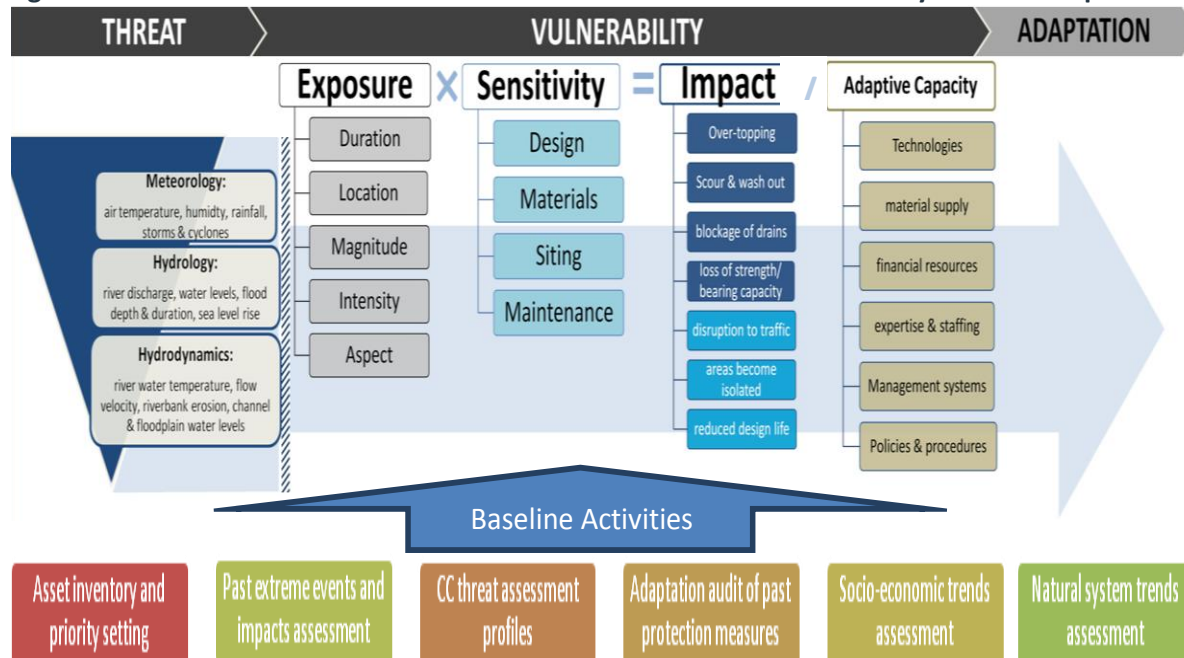 THREAT
VULNERABILITY
ADAPTATION
Exposure
×
Sensitivity
=
Impact
/
Adaptive Capacity
Meteorology:
air temperature, humidty, rainfall,
storms & cyclones
Hydrology:
river discharge, water levels, flood
depth & duration, sea level rise
Hydrodynamics:
river water temperature, flow
velocity, riverbank erosion, channel
& floodplain water levels
Duration
Location
Magnitude
Intensity
Aspect
Design
Materials
Siting
Maintenance
Over-topping
Scour & wash out
blockage of drains
loss of strength/
bearing capacity
disruption to traffic
areas become
isolated
reduced design life
Technologies
material supply
financial resources
expertise & staffing
Management systems
Policies & procedures
Baseline Activities
Asset inventory and
priority setting
Past extreme events and
impacts assessment
CC threat assessment
profiles
Adaptation audit of past
protection measures
Socio-economic trends
assessment
Natural system trends
assessment